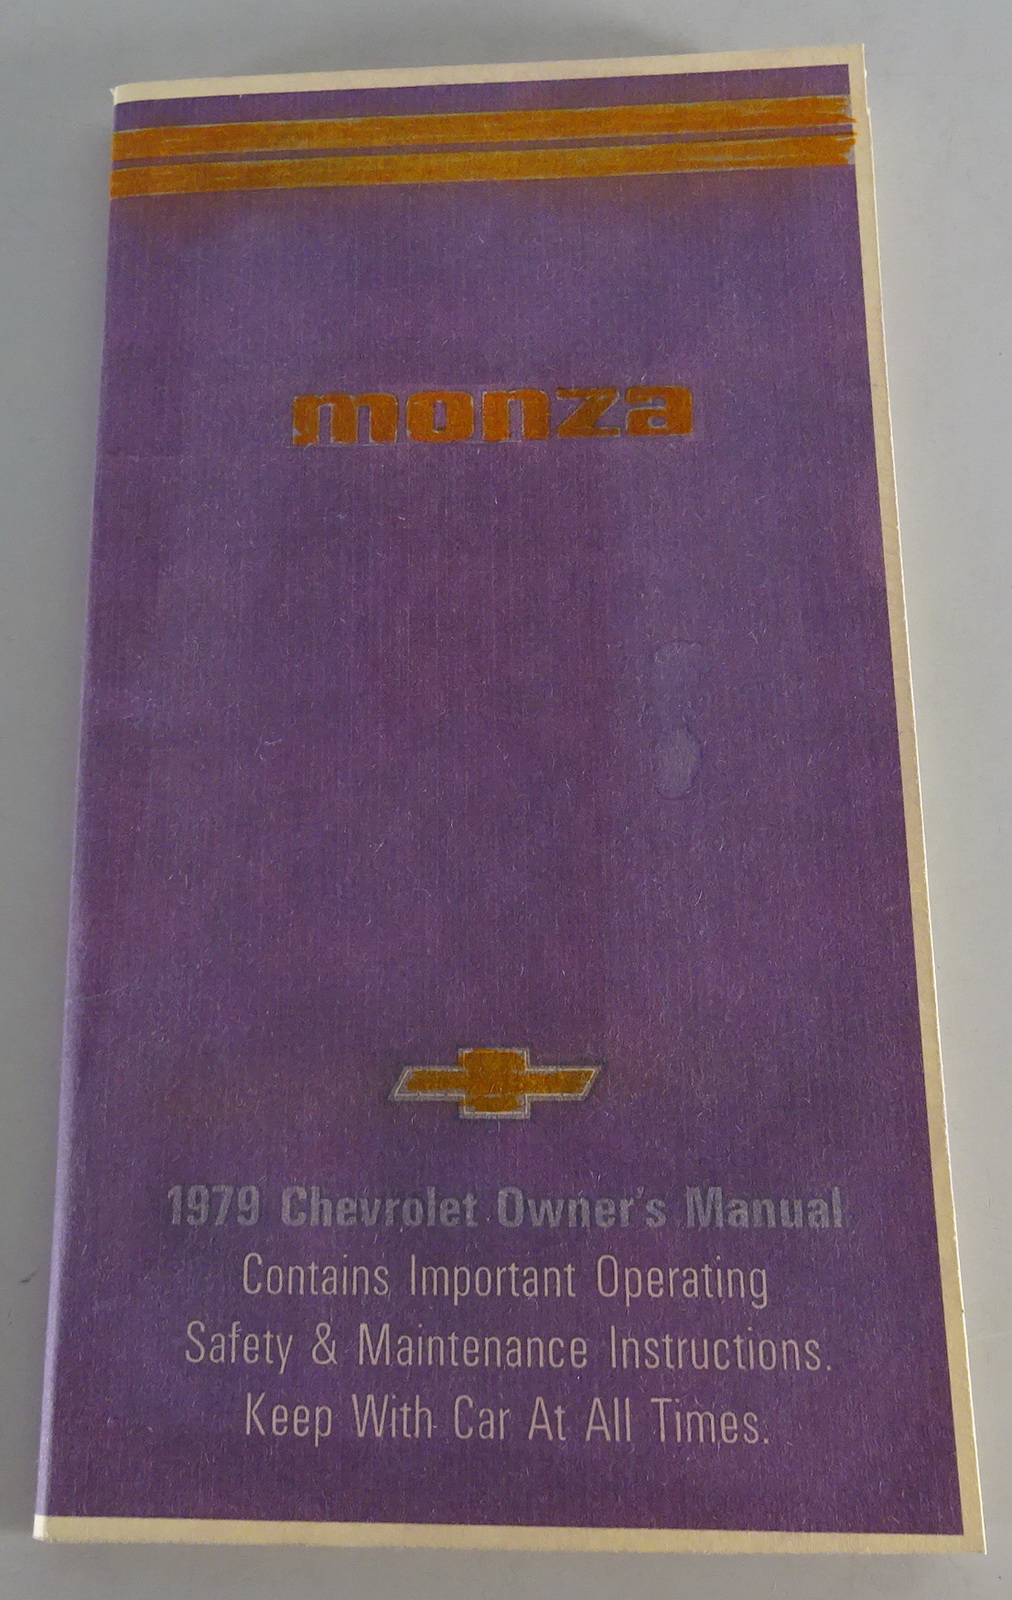 monza
1979 Chevrolet Owner's Manual
Contains Important Operating
Safety & Maintenance Instructions.
Keep With Car At All Times.